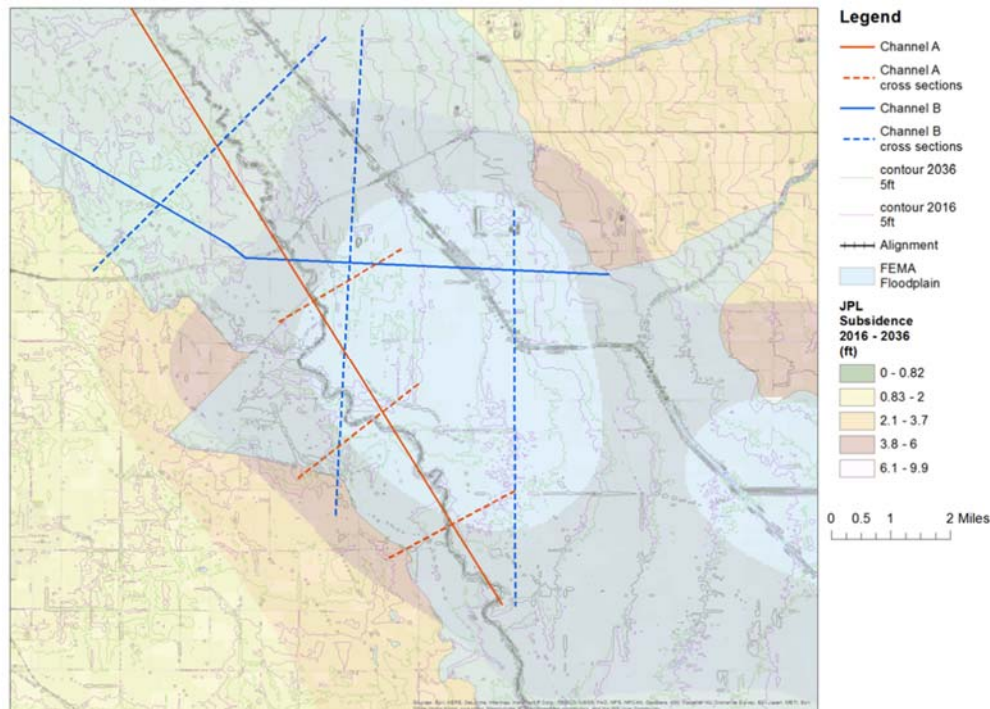 Legend
Channel A
Channel A
cross sections
Channel B
Channel B
cross sections
contour 2036
5ft
contour 2016
5ft
Alignment
FEMA
Floodplain
JPL
Subsidence
2016 - 2036
(ft)
0 - 0.82
0.83 - 2
2.1 - 3.7
3.8 - 6
6.1 - 9.9
0 0.5 1 2 Miles